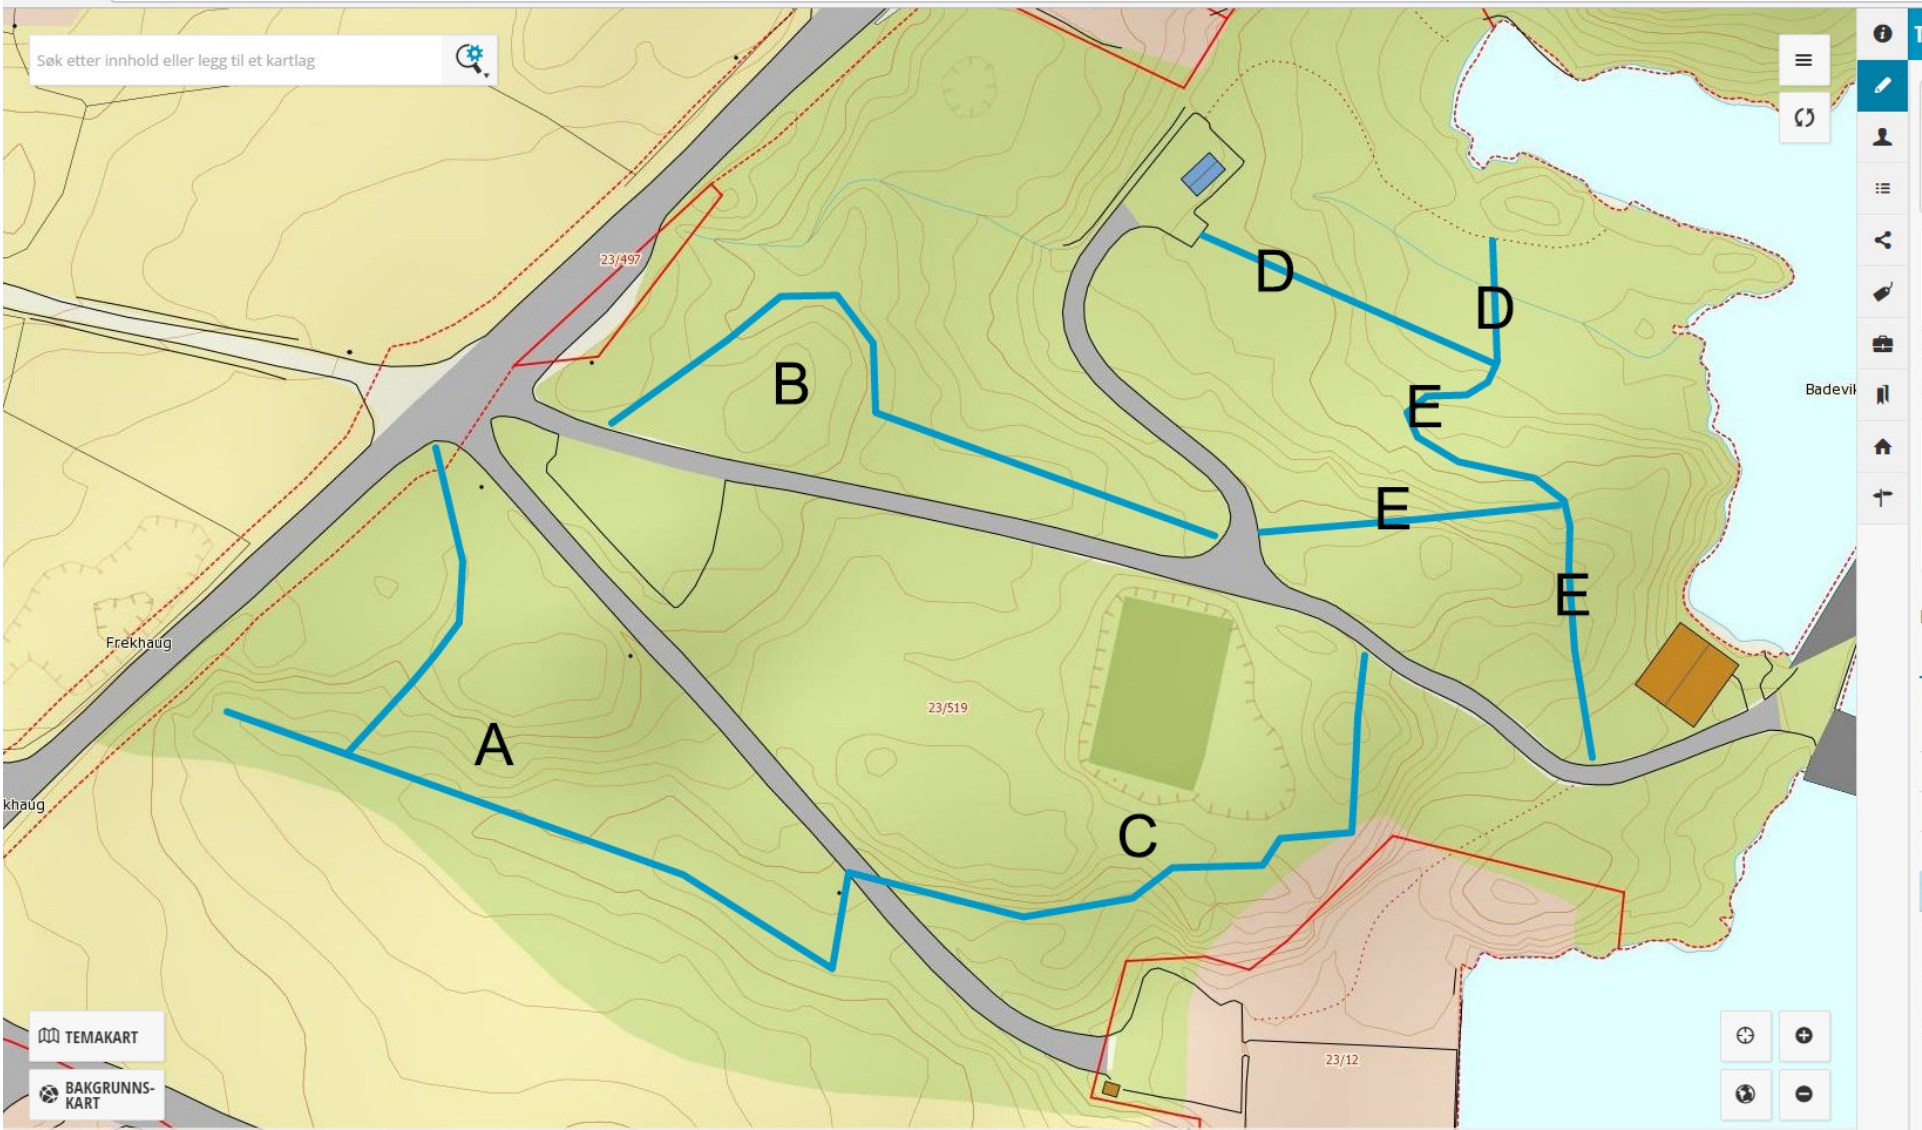 Søk etter innhold eller legg til et kartlag
23/497
D
D
B
Badevik
E
E
E
Frekhaug
23/519
A
khaug
C
TEMAKART
23/12
BAKGRUNNS-
KART